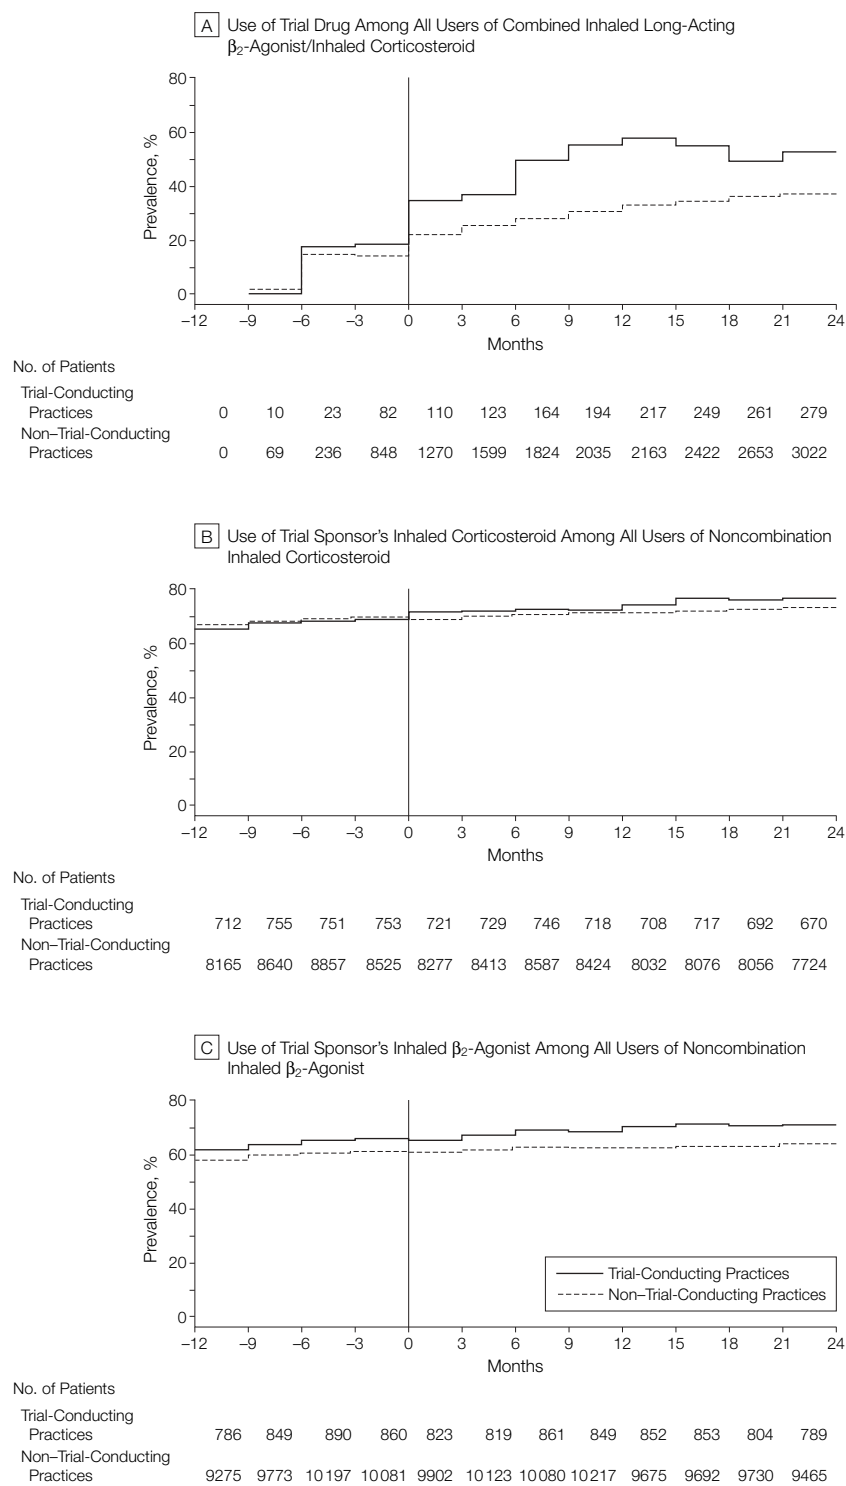 A Use of Trial Drug Among All Users of Combined Inhaled Long-Acting
β2-Agonist/Inhaled Corticosteroid
80
60
40
20
0
Prevalence, %
–12 –9 –6 –3 0 3 6 9 12 15 18 21 24
Months
No. of Patients
Trial-Conducting
Practices 0 10 23 82 110 123 164 194 217 249 261 279
Non–Trial-Conducting
Practices 0 69 236 848 1270 1599 1824 2035 2163 2422 2653 3022
B Use of Trial Sponsor's Inhaled Corticosteroid Among All Users of Noncombination
Inhaled Corticosteroid
80
60
40
20
0
Prevalence, %
–12 –9 –6 –3 0 3 6 9 12 15 18 21 24
Months
No. of Patients
Trial-Conducting
Practices 712 755 751 753 721 729 746 718 708 717 692 670
Non–Trial-Conducting
Practices 8165 8640 8857 8525 8277 8413 8587 8424 8032 8076 8056 7724
C Use of Trial Sponsor's Inhaled β2-Agonist Among All Users of Noncombination
Inhaled β2-Agonist
80
60
40
20
0
Prevalence, %
Trial-Conducting Practices
Non–Trial-Conducting Practices
–12 –9 –6 –3 0 3 6 9 12 15 18 21 24
Months
No. of Patients
Trial-Conducting
Practices 786 849 890 860 823 819 861 849 852 853 804 789
Non–Trial-Conducting
Practices 9275 9773 10 197 10 081 9902 10 123 10 080 10 217 9675 9692 9730 9465